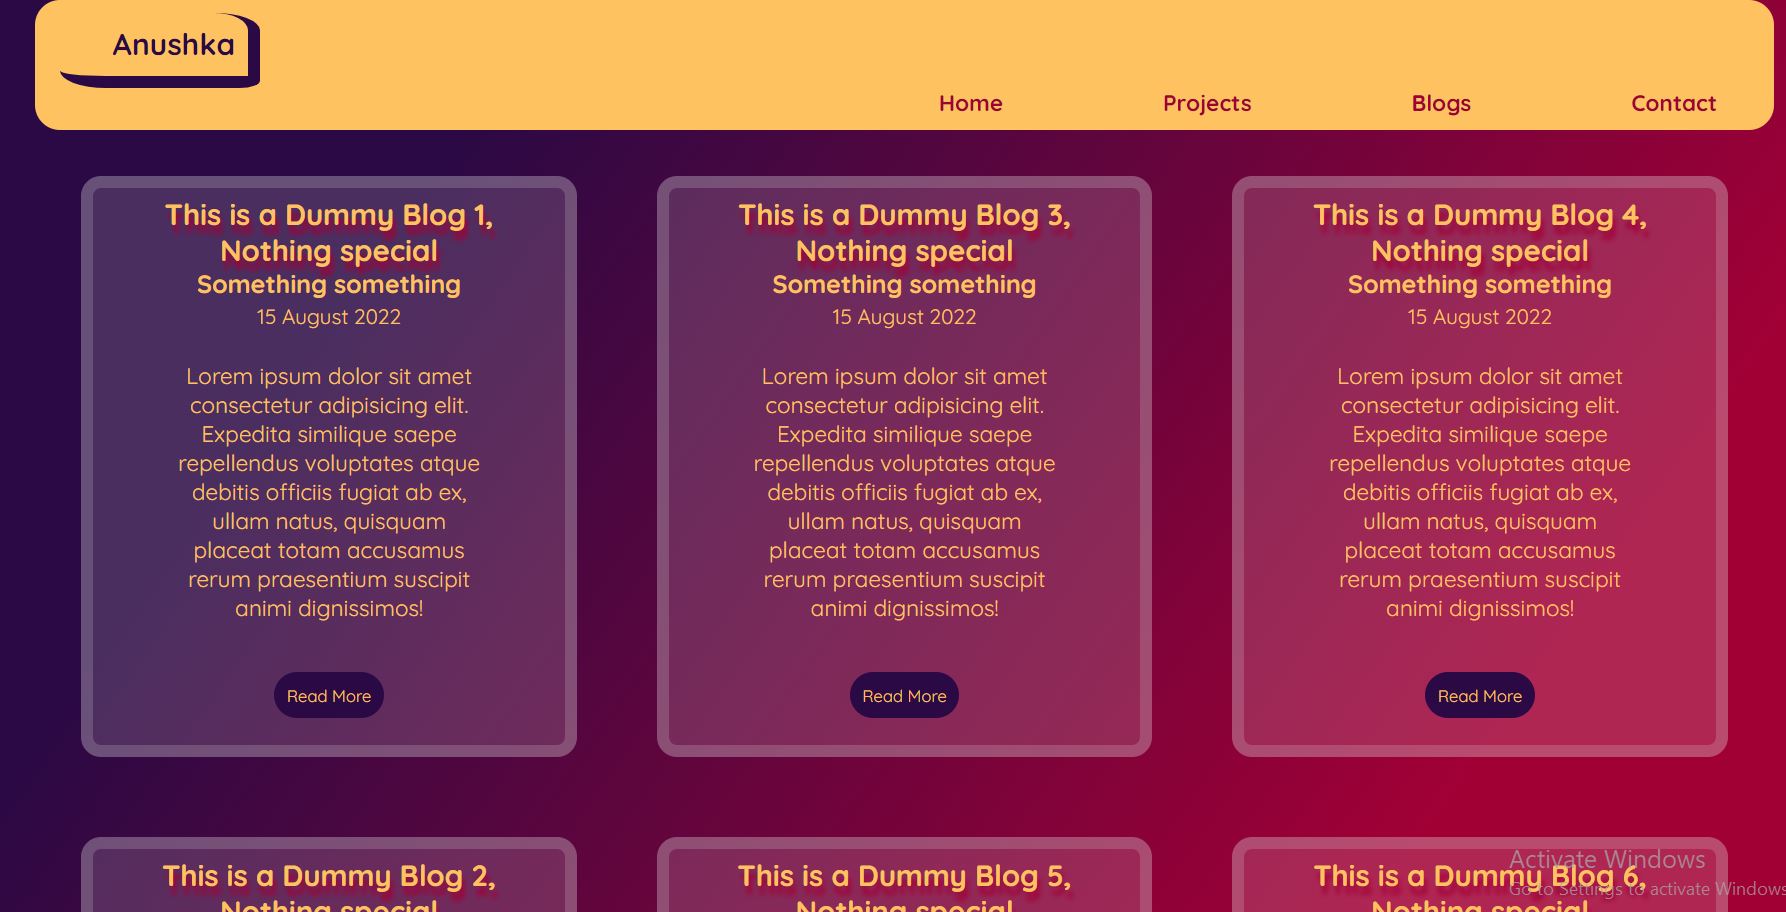 Anushka
Home
Projects
Blogs
Contact
This is a Dummy Blog 1,
Nothing special
Something something
15 August 2022
Lorem ipsum dolor sit amet
consectetur adipisicing elit.
Expedita similique saepe
repellendus voluptates atque
debitis officiis fugiat ab ex,
ullam natus, quisquam
placeat totam accusamus
rerum praesentium suscipit
animi dignissimos!
Read More
This is a Dummy Blog 3,
Nothing special
Something something
15 August 2022
Lorem ipsum dolor sit amet
consectetur adipisicing elit.
Expedita similique saepe
repellendus voluptates atque
debitis officiis fugiat ab ex,
ullam natus, quisquam
placeat totam accusamus
rerum praesentium suscipit
animi dignissimos!
Read More
This is a Dummy Blog 4,
Nothing special
Something something
15 August 2022
Lorem ipsum dolor sit amet
consectetur adipisicing elit.
Expedita similique saepe
repellendus voluptates atque
debitis officiis fugiat ab ex,
ullam natus, quisquam
placeat totam accusamus
rerum praesentium suscipit
animi dignissimos!
Read More
This is a Dummy Blog 2,
Nothing special
This is a Dummy Blog 5,
Nothing special
This is a Dummy Blog 6,
Nothing special
Activate Windows
Go to Settings to activate Windows